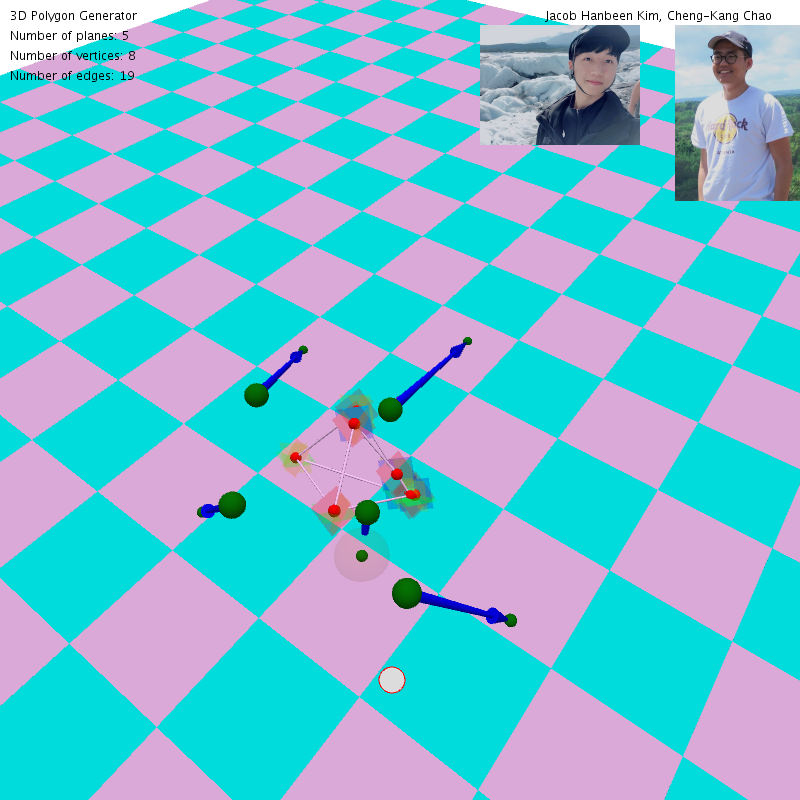 3D Polygon Generator
Jacob Hanbeen Kim, Cheng-Kang Chao
Number of planes: 5
Number of vertices: 8
Number of edges: 19